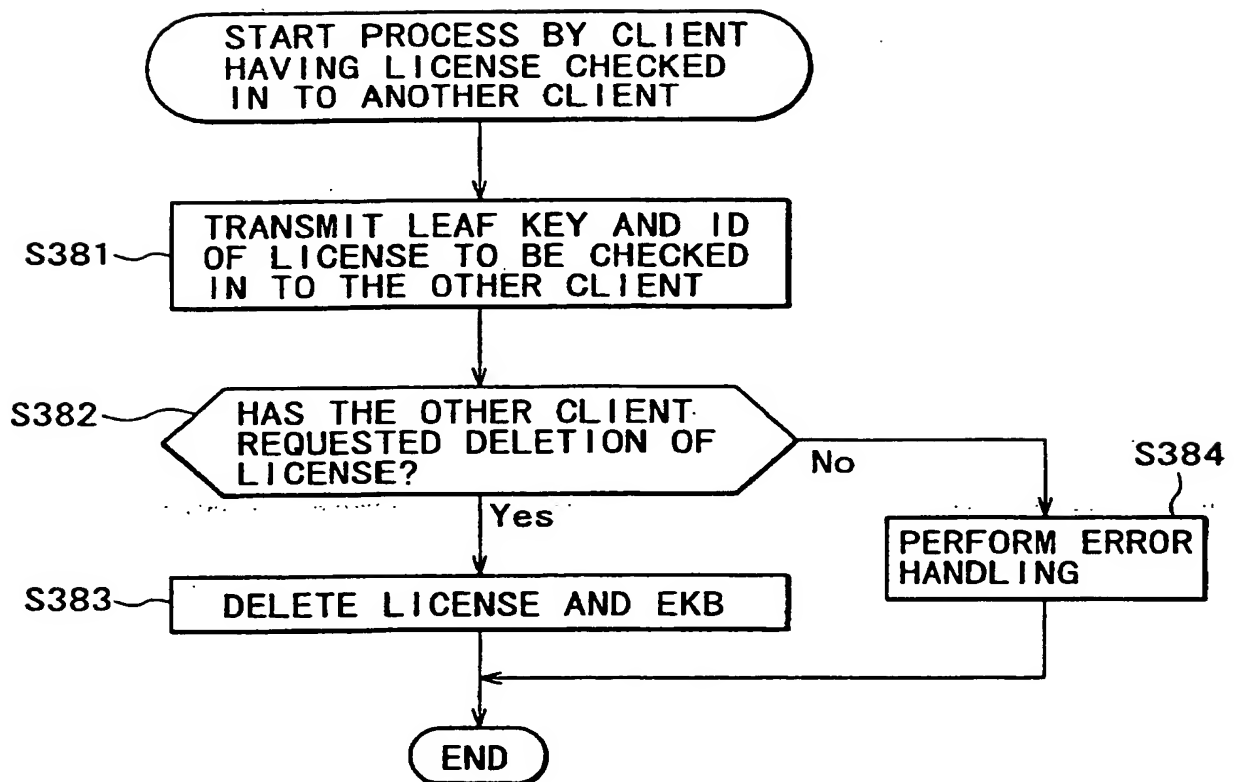 START PROCESS BY CLIENT
HAVING LICENSE CHECKED
IN TO ANOTHER CLIENT
S381
TRANSMIT LEAF KEY AND ID
OF LICENSE TO BE CHECKED
IN TO THE OTHER CLIENT
S382
HAS THE OTHER CLIENT
REQUESTED DELETION OF
LICENSE?
No
Yes
S384
PERFORM ERROR
HANDLING
S383
DELETE LICENSE AND EKB
END